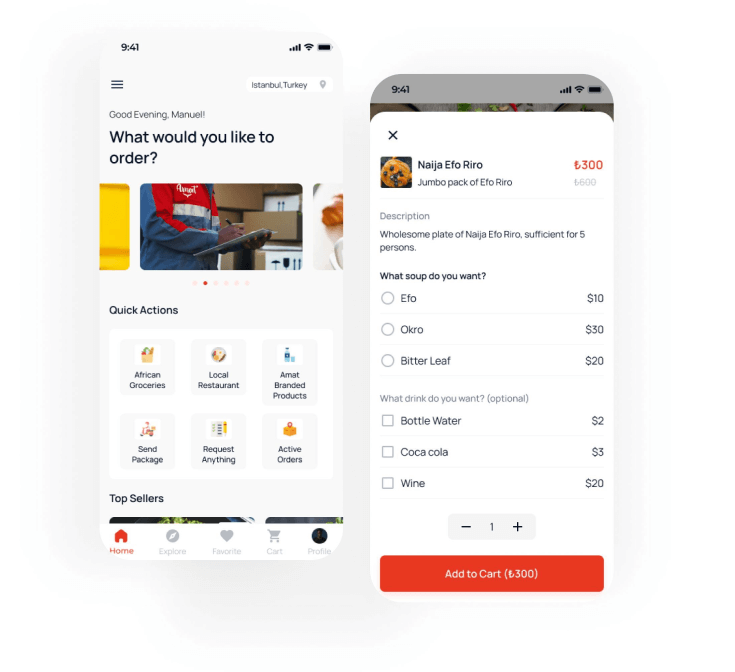 9:41
Istanbul,Turkey
Good Evening, Manuel!
What would you like to
order?
Amat
Quick Actions
African
Groceries
Local
Restaurant
Amat
Branded
Products
Send
Package
Request
Anything
Active
Orders
Top Sellers
Home
Explore
Favorite
Cart
Profile
9:41
Naija Efo Riro
₺300
Jumbo pack of Efo Riro
₺600
Description
Wholesome plate of Naija Efo Riro, sufficient for 5
persons.
What soup do you want?
Efo
$10
Okro
$30
Bitter Leaf
$20
What drink do you want? (optional)
Bottle Water
$2
Coca cola
$3
Wine
$20
1
Add to Cart (₺300)